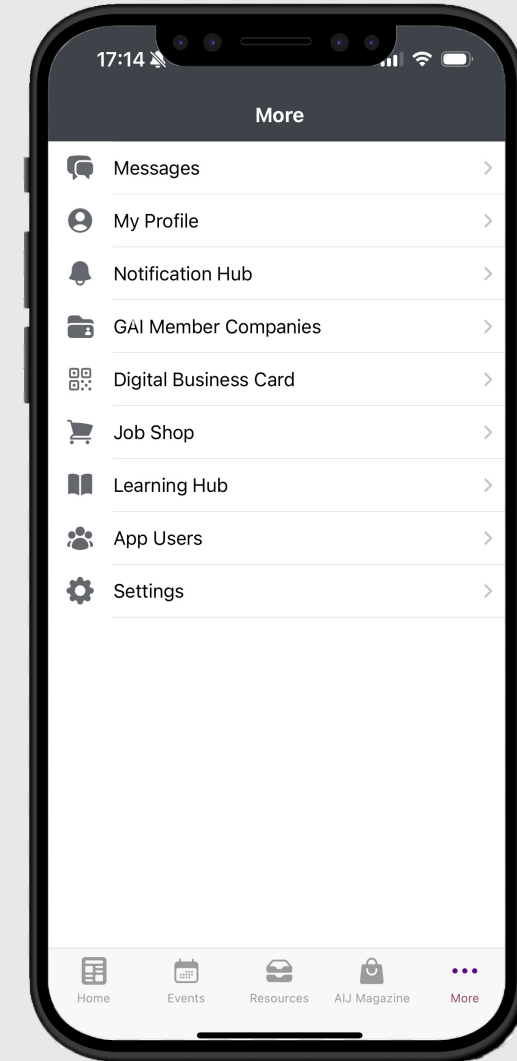 17:14
More
Messages
My Profile
Notification Hub
GAI Member Companies
Digital Business Card
Job Shop
Learning Hub
App Users
Settings
Home
Events
Resources
AIJ Magazine
More